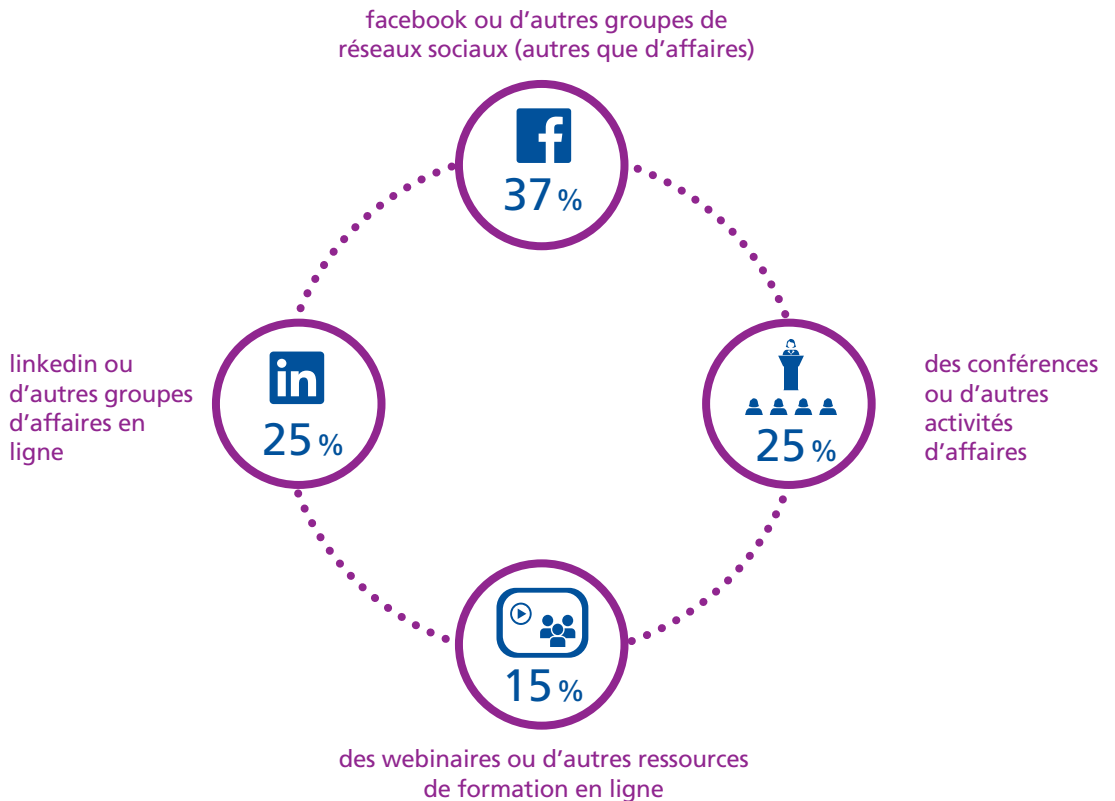 facebook ou d'autres groupes de
réseaux sociaux (autres que d'affaires)
f
37 %
linkedin ou
d'autres groupes
d'affaires en
ligne
in
25 %
25 %
des conférences
ou d'autres
activités
d'affaires
15 %
des webinaires ou d'autres ressources
de formation en ligne